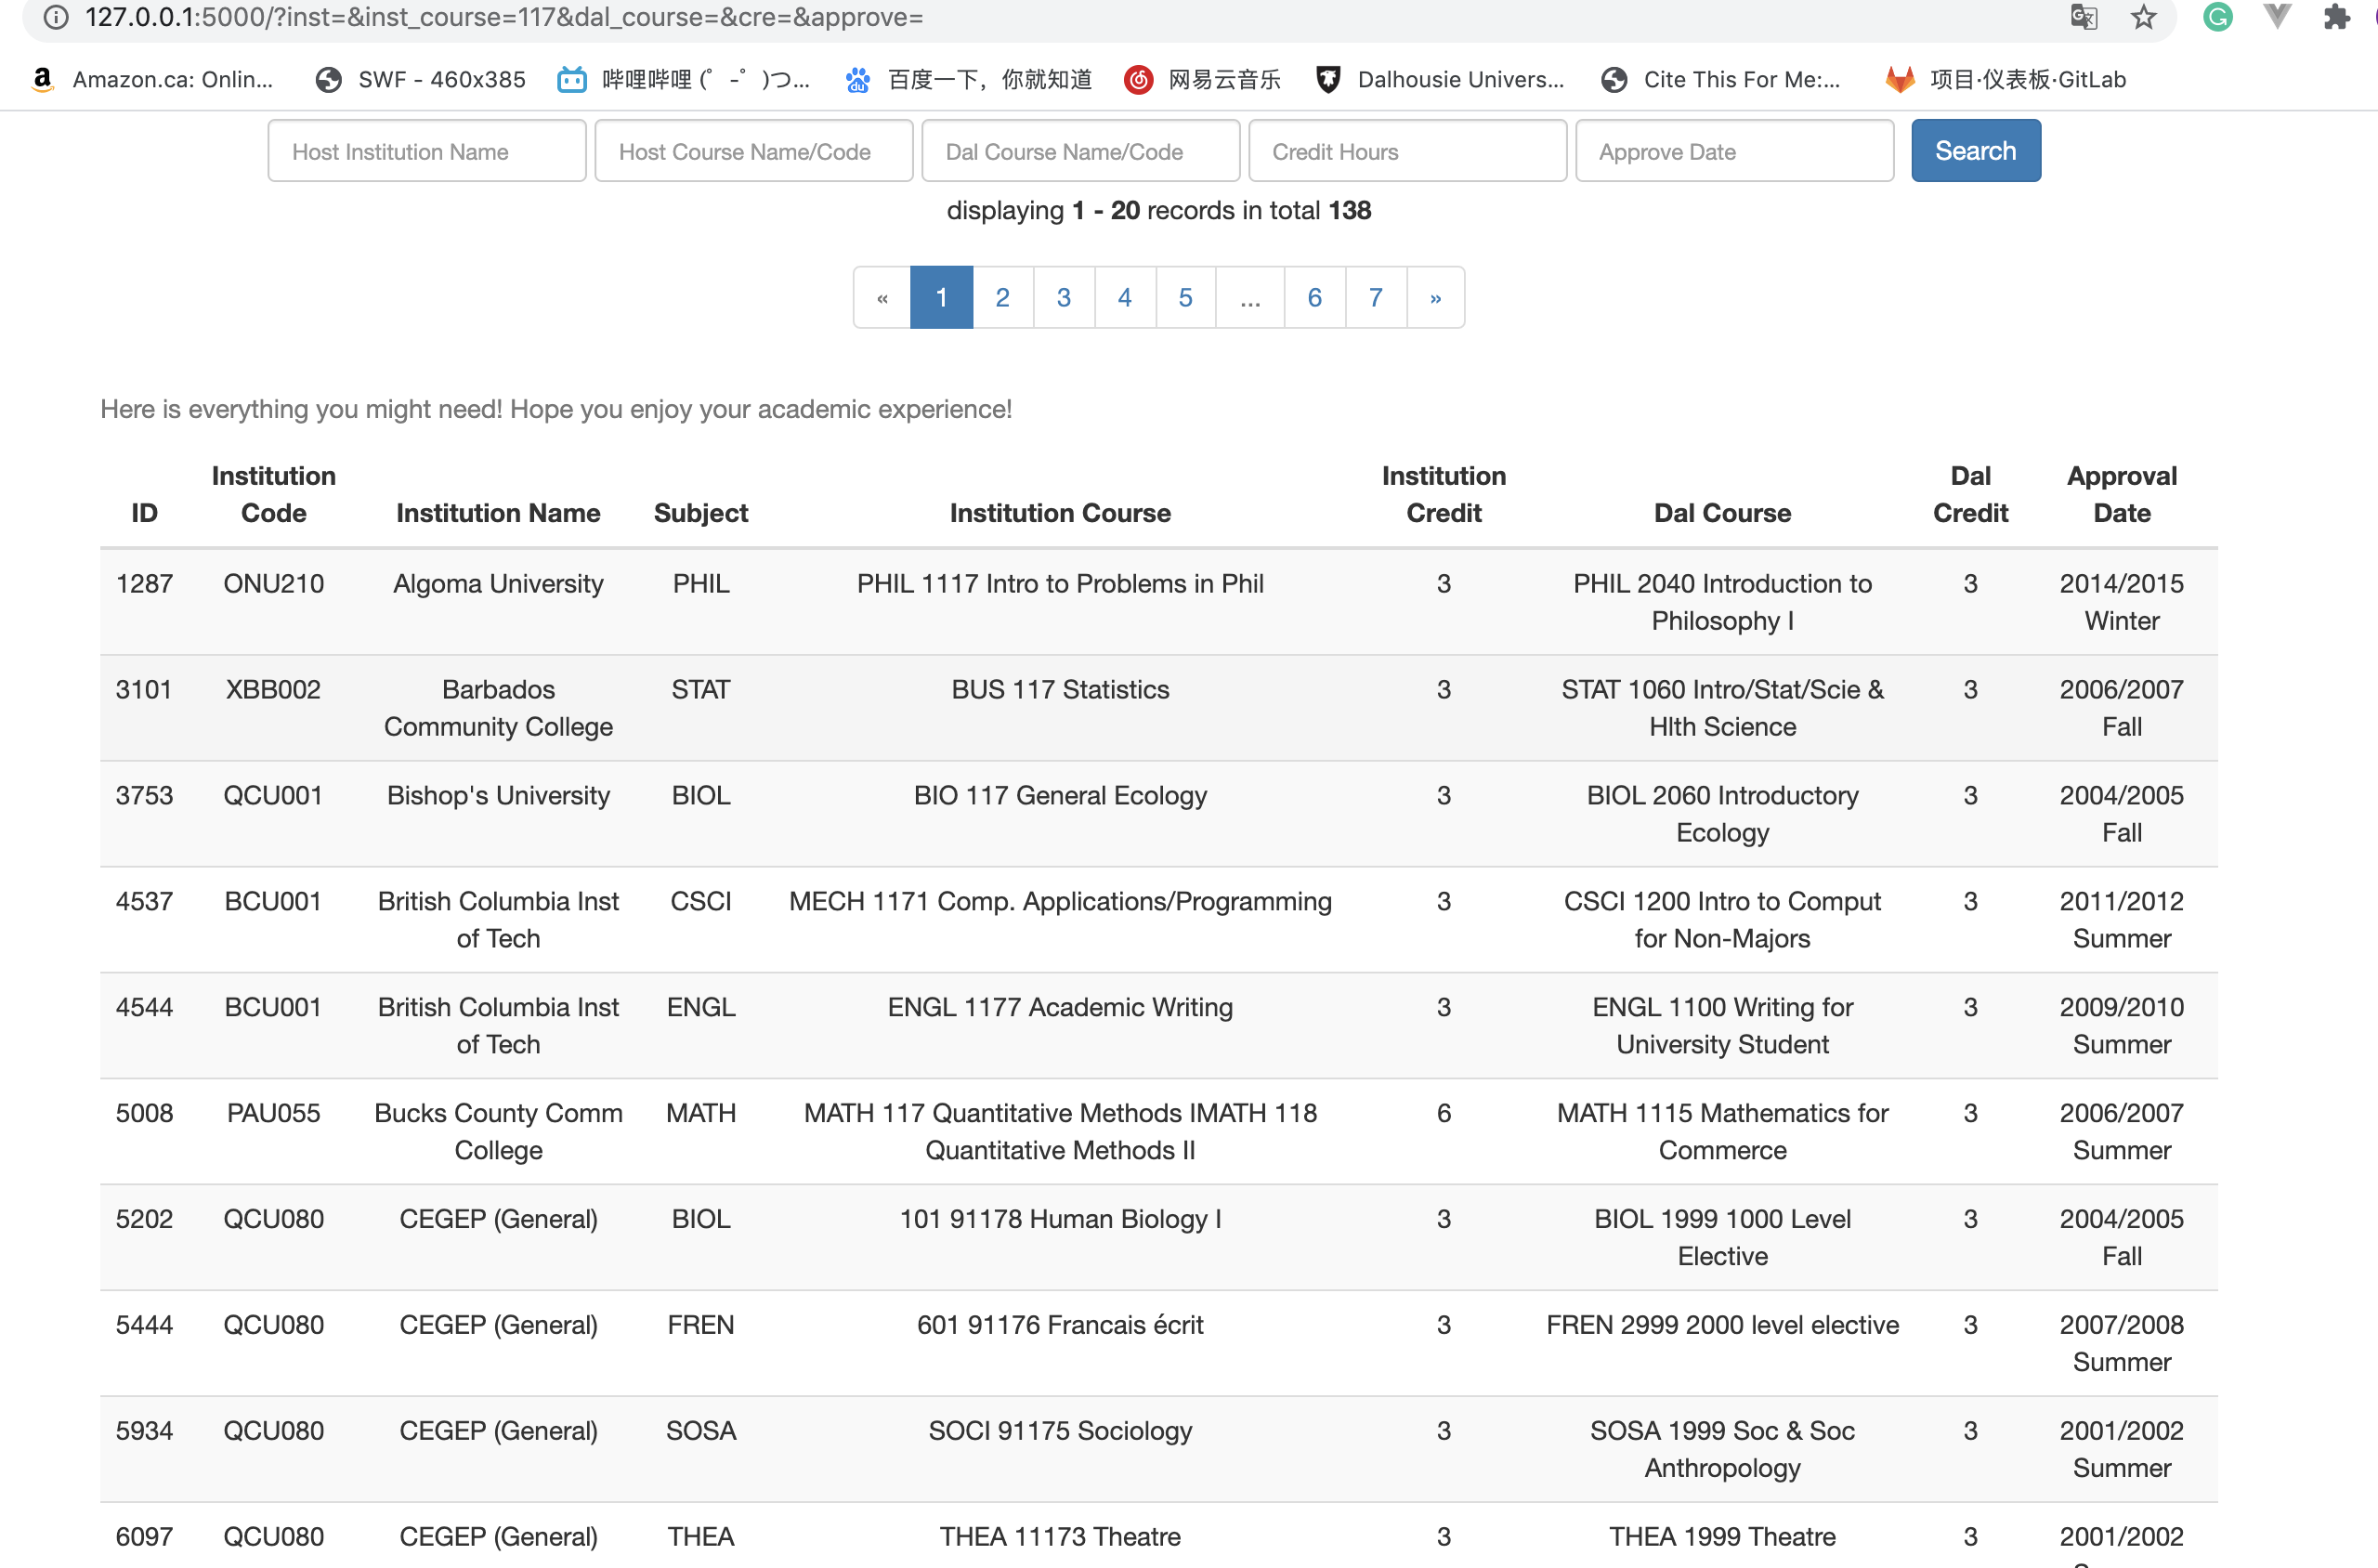 127.0.0.1:5000/?inst=&inst_course=117&dal_course=&cre=&approve=
Amazon.ca: Onlin... SWF - 460x385 哔哩哔哩 (゜-゜)つ... 百度一下，你就知道 网易云音乐 Dalhousie Univers... Cite This For Me:... 项目·仪表板·GitLab
Host Institution Name Host Course Name/Code Dal Course Name/Code Credit Hours Approve Date Search
displaying 1 - 20 records in total 138
« 1 2 3 4 5 ... 6 7 »
Here is everything you might need! Hope you enjoy your academic experience!
Institution Institution Dal Approval
ID Code Institution Name Subject Institution Course Credit Dal Course Credit Date
1287 ONU210 Algoma University PHIL PHIL 1117 Intro to Problems in Phil 3 PHIL 2040 Introduction to 3 2014/2015
Philosophy I Winter
3101 XBB002 Barbados STAT BUS 117 Statistics 3 STAT 1060 Intro/Stat/Scie & 3 2006/2007
Community College Hlth Science Fall
3753 QCU001 Bishop's University BIOL BIO 117 General Ecology 3 BIOL 2060 Introductory 3 2004/2005
Ecology Fall
4537 BCU001 British Columbia Inst CSCI MECH 1171 Comp. Applications/Programming 3 CSCI 1200 Intro to Comput 3 2011/2012
of Tech for Non-Majors Summer
4544 BCU001 British Columbia Inst ENGL ENGL 1177 Academic Writing 3 ENGL 1100 Writing for 3 2009/2010
of Tech University Student Summer
5008 PAU055 Bucks County Comm MATH MATH 117 Quantitative Methods IMATH 118 6 MATH 1115 Mathematics for 3 2006/2007
College Quantitative Methods II Commerce Summer
5202 QCU080 CEGEP (General) BIOL 101 91178 Human Biology I 3 BIOL 1999 1000 Level 3 2004/2005
Elective Fall
5444 QCU080 CEGEP (General) FREN 601 91176 Francais écrit 3 FREN 2999 2000 level elective 3 2007/2008
Summer
5934 QCU080 CEGEP (General) SOSA SOCI 91175 Sociology 3 SOSA 1999 Soc & Soc 3 2001/2002
Anthropology Summer
6097 QCU080 CEGEP (General) THEA THEA 11173 Theatre 3 THEA 1999 Theatre 3 2001/2002